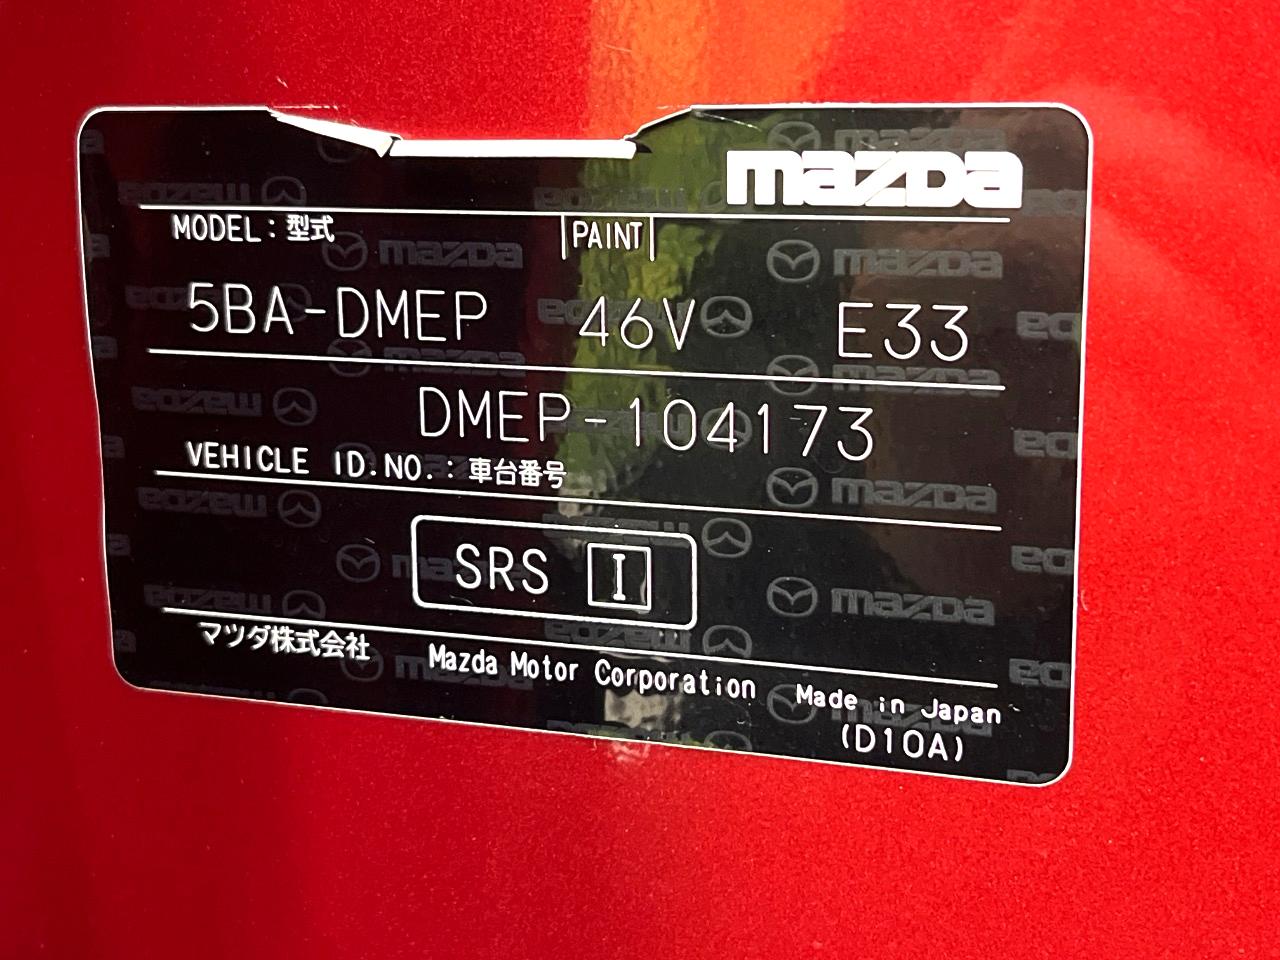 mazda
MODEL：型式 PAINT
5BA-DMEP 46V E33
DMEP-104173
VEHICLE ID.NO.：車台番号
SRS I
マツダ株式会社 Mazda Motor Corporation Made in Japan
(D10A)